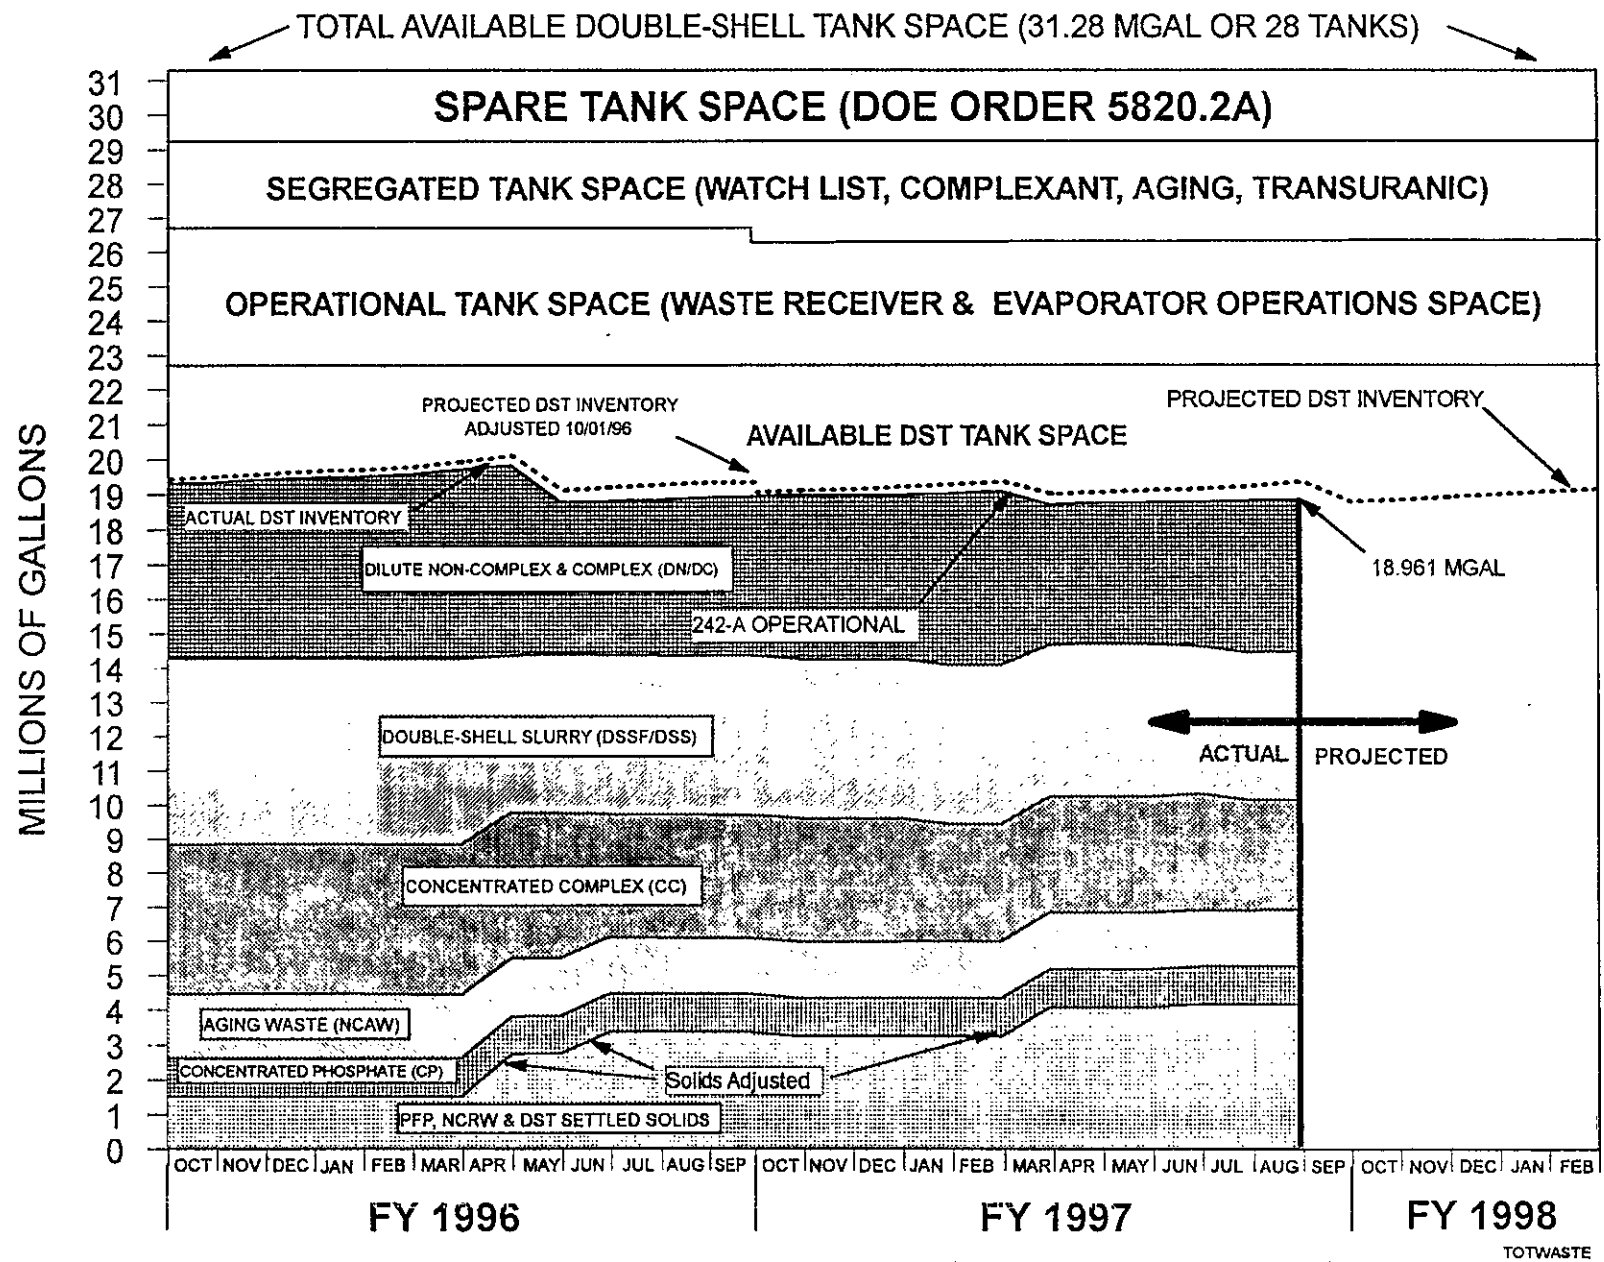 TOTAL AVAILABLE DOUBLE-SHELL TANK SPACE (31.28 MGAL OR 28 TANKS)
31
30
29
28
27
26
25
24
23
22
21
20
19
18
17
16
15
14
13
12
11
10
9
8
7
6
5
4
3
2
1
0
MILLIONS OF GALLONS
SPARE TANK SPACE (DOE ORDER 5820.2A)
SEGREGATED TANK SPACE (WATCH LIST, COMPLEXANT, AGING, TRANSURANIC)
OPERATIONAL TANK SPACE (WASTE RECEIVER & EVAPORATOR OPERATIONS SPACE)
PROJECTED DST INVENTORY
ADJUSTED 10/01/96
PROJECTED DST INVENTORY
AVAILABLE DST TANK SPACE
ACTUAL DST INVENTORY
DILUTE NON-COMPLEX & COMPLEX (DN/DC)
18.961 MGAL
242-A OPERATIONAL
DOUBLE-SHELL SLURRY (DSSF/DSS)
ACTUAL
PROJECTED
CONCENTRATED COMPLEX (CC)
AGING WASTE (NCAW)
CONCENTRATED PHOSPHATE (CP)
Solids Adjusted
PFP, NCRW & DST SETTLED SOLIDS
OCT NOV DEC JAN FEB MAR APR MAY JUN JUL AUG SEP OCT NOV DEC JAN FEB MAR APR MAY JUN JUL AUG SEP OCT NOV DEC JAN FEB
FY 1996
FY 1997
FY 1998
TOTWASTE